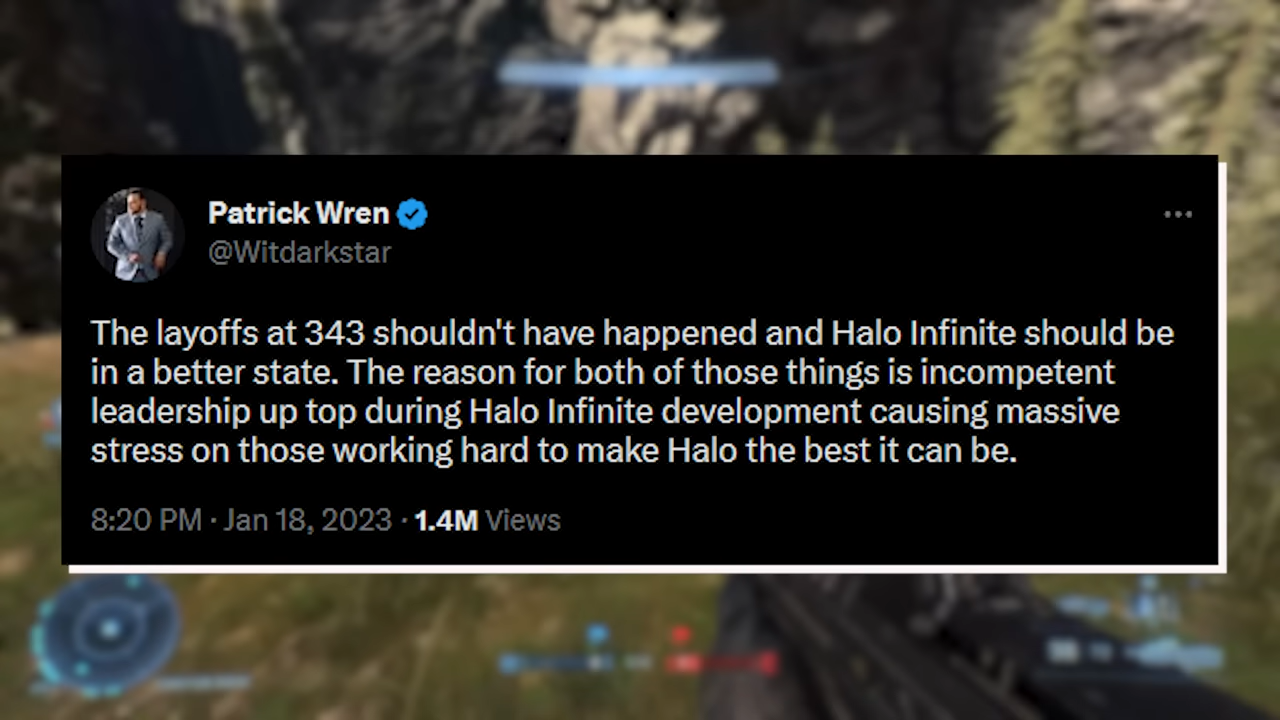 Patrick Wren
@Witdarkstar
The layoffs at 343 shouldn't have happened and Halo Infinite should be
in a better state. The reason for both of those things is incompetent
leadership up top during Halo Infinite development causing massive
stress on those working hard to make Halo the best it can be.
8:20 PM · Jan 18, 2023 · 1.4M Views